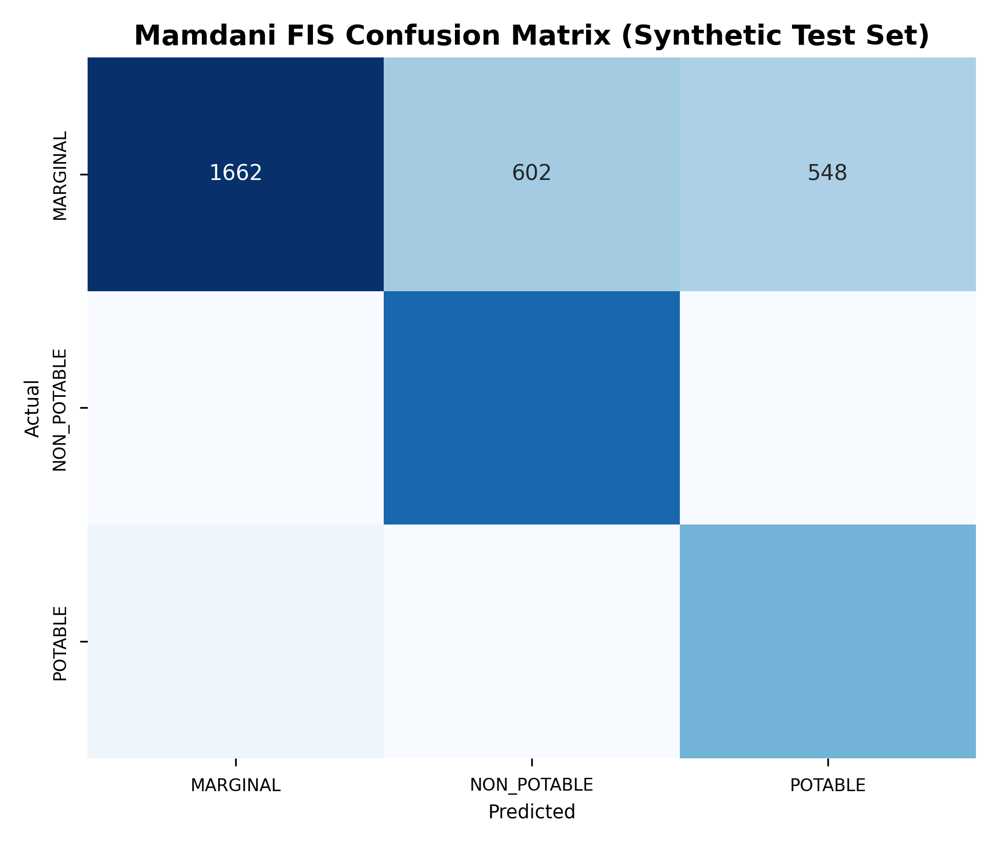 Mamdani FIS Confusion Matrix (Synthetic Test Set)
1662 602 548
MARGINAL
NON_POTABLE
POTABLE
Actual
MARGINAL NON_POTABLE POTABLE
Predicted